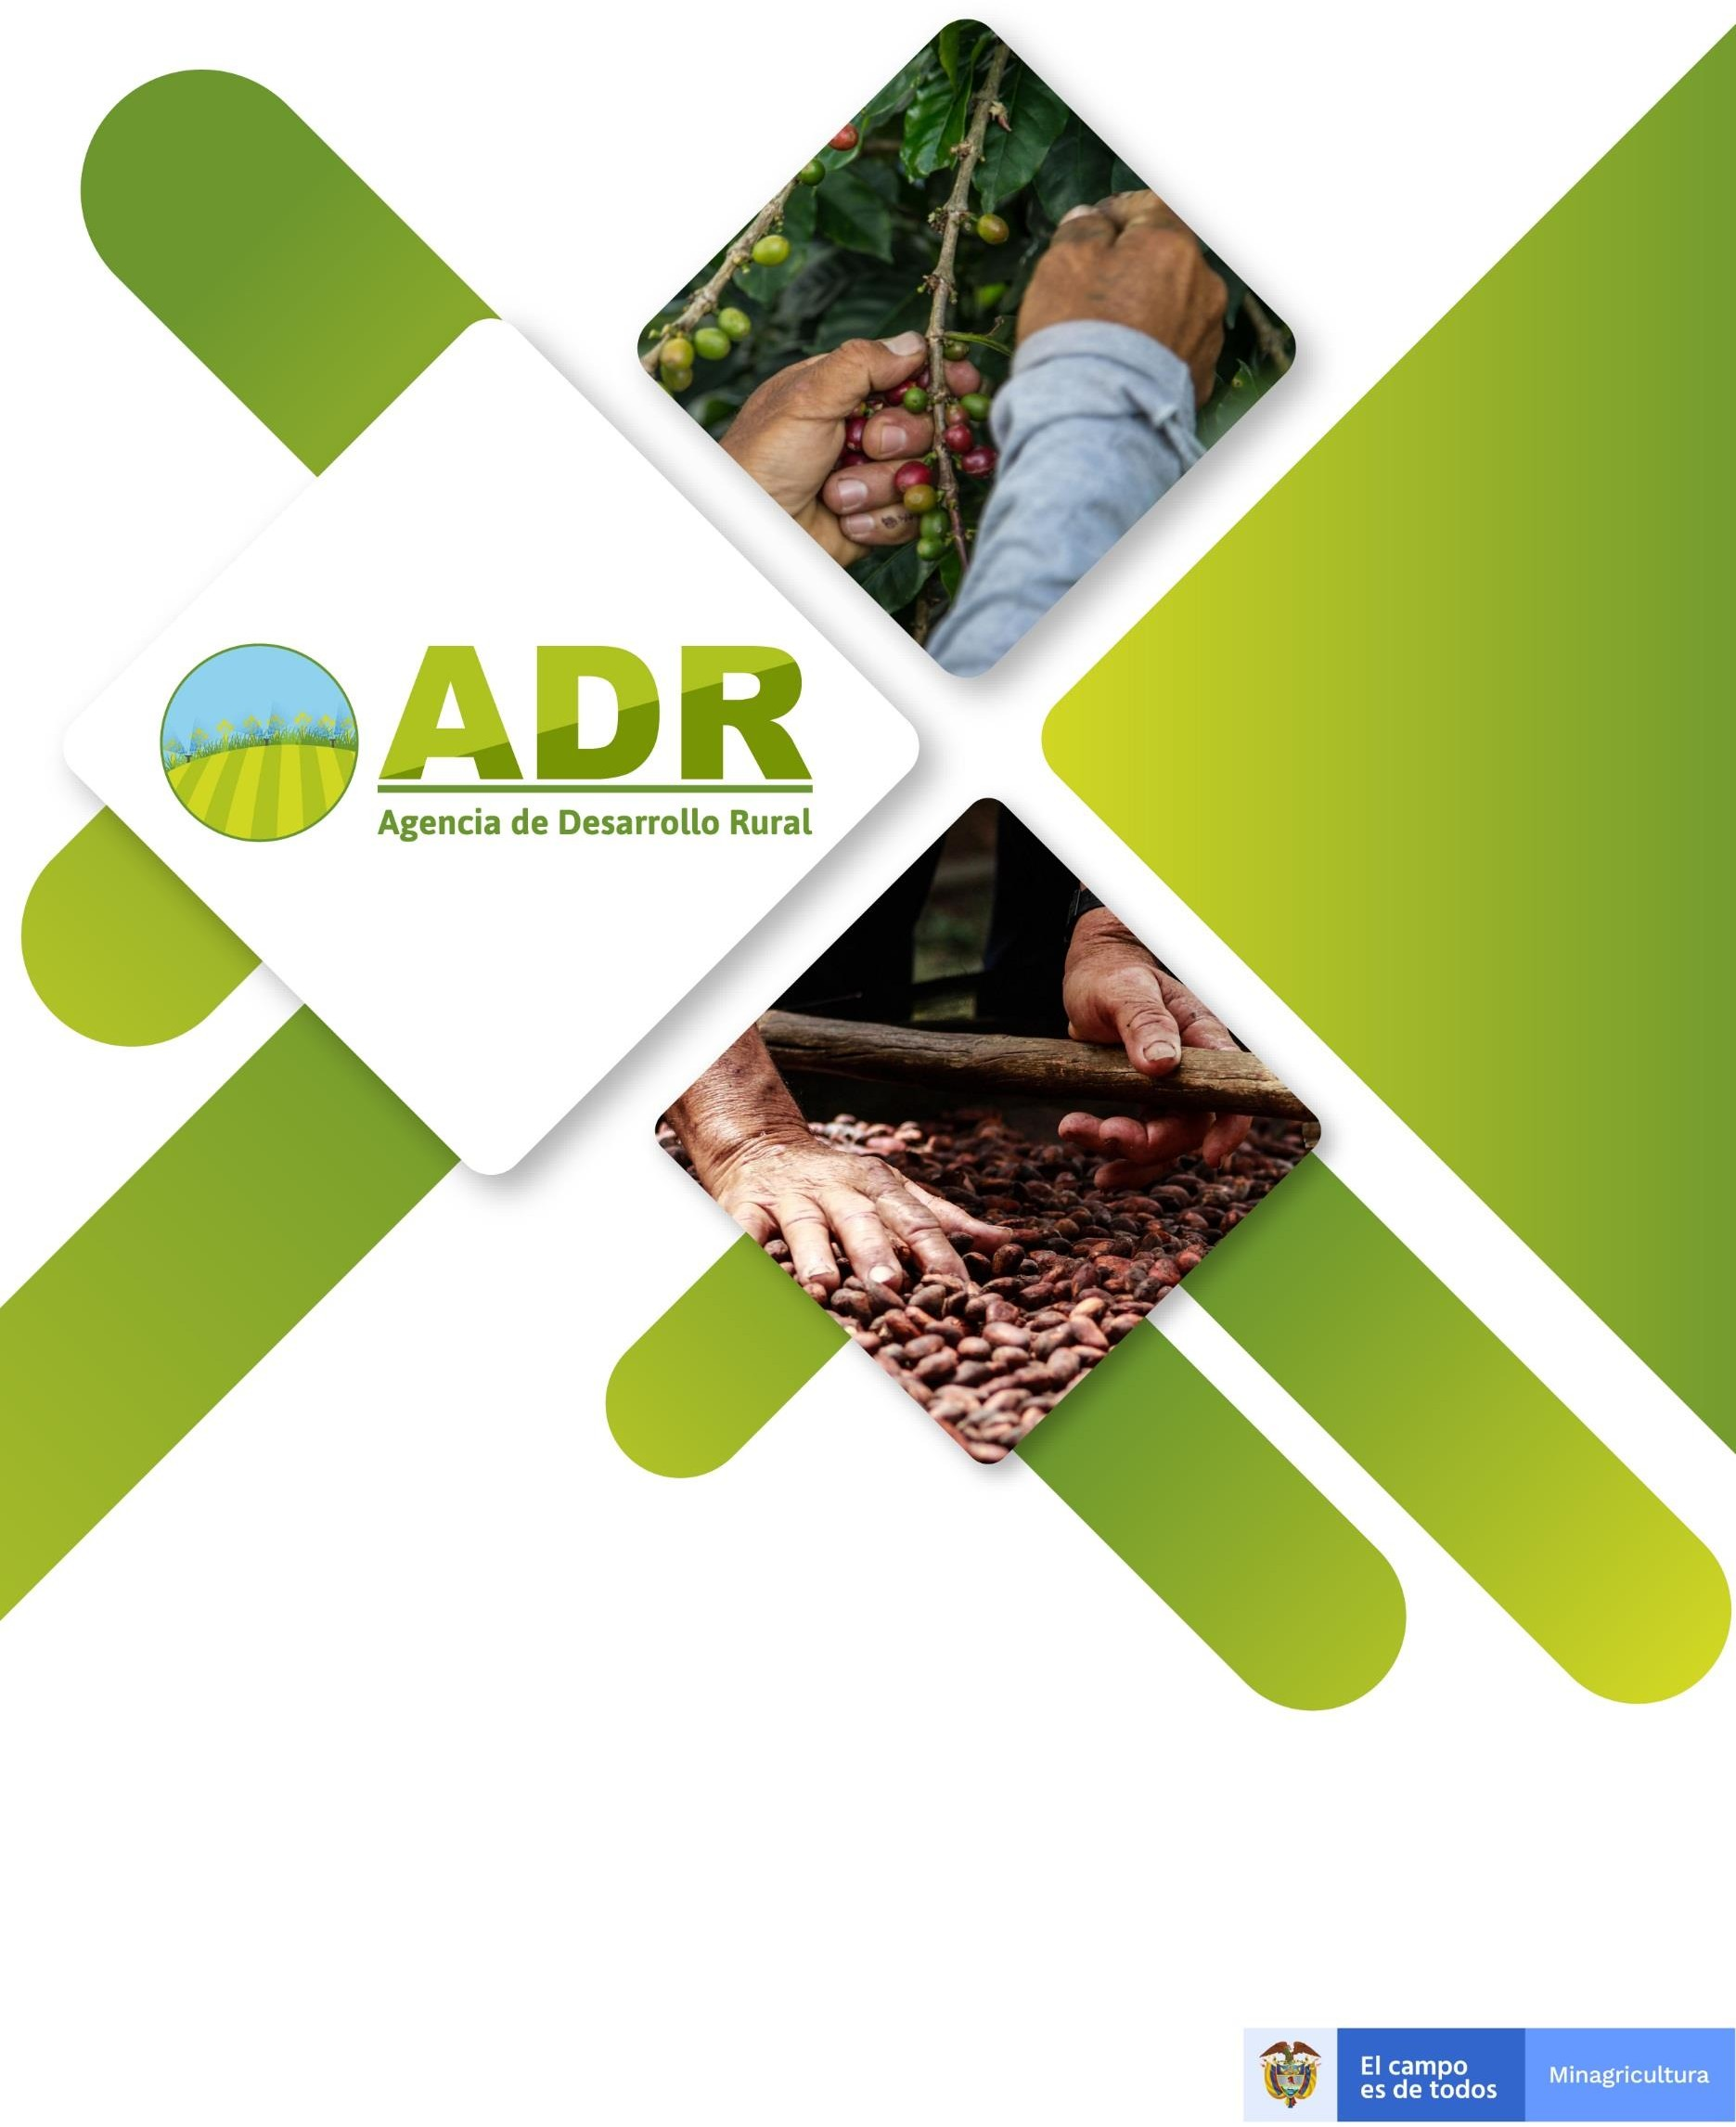 ADR
Agencia de Desarrollo Rural
El campo
es de todos
Minagricultura